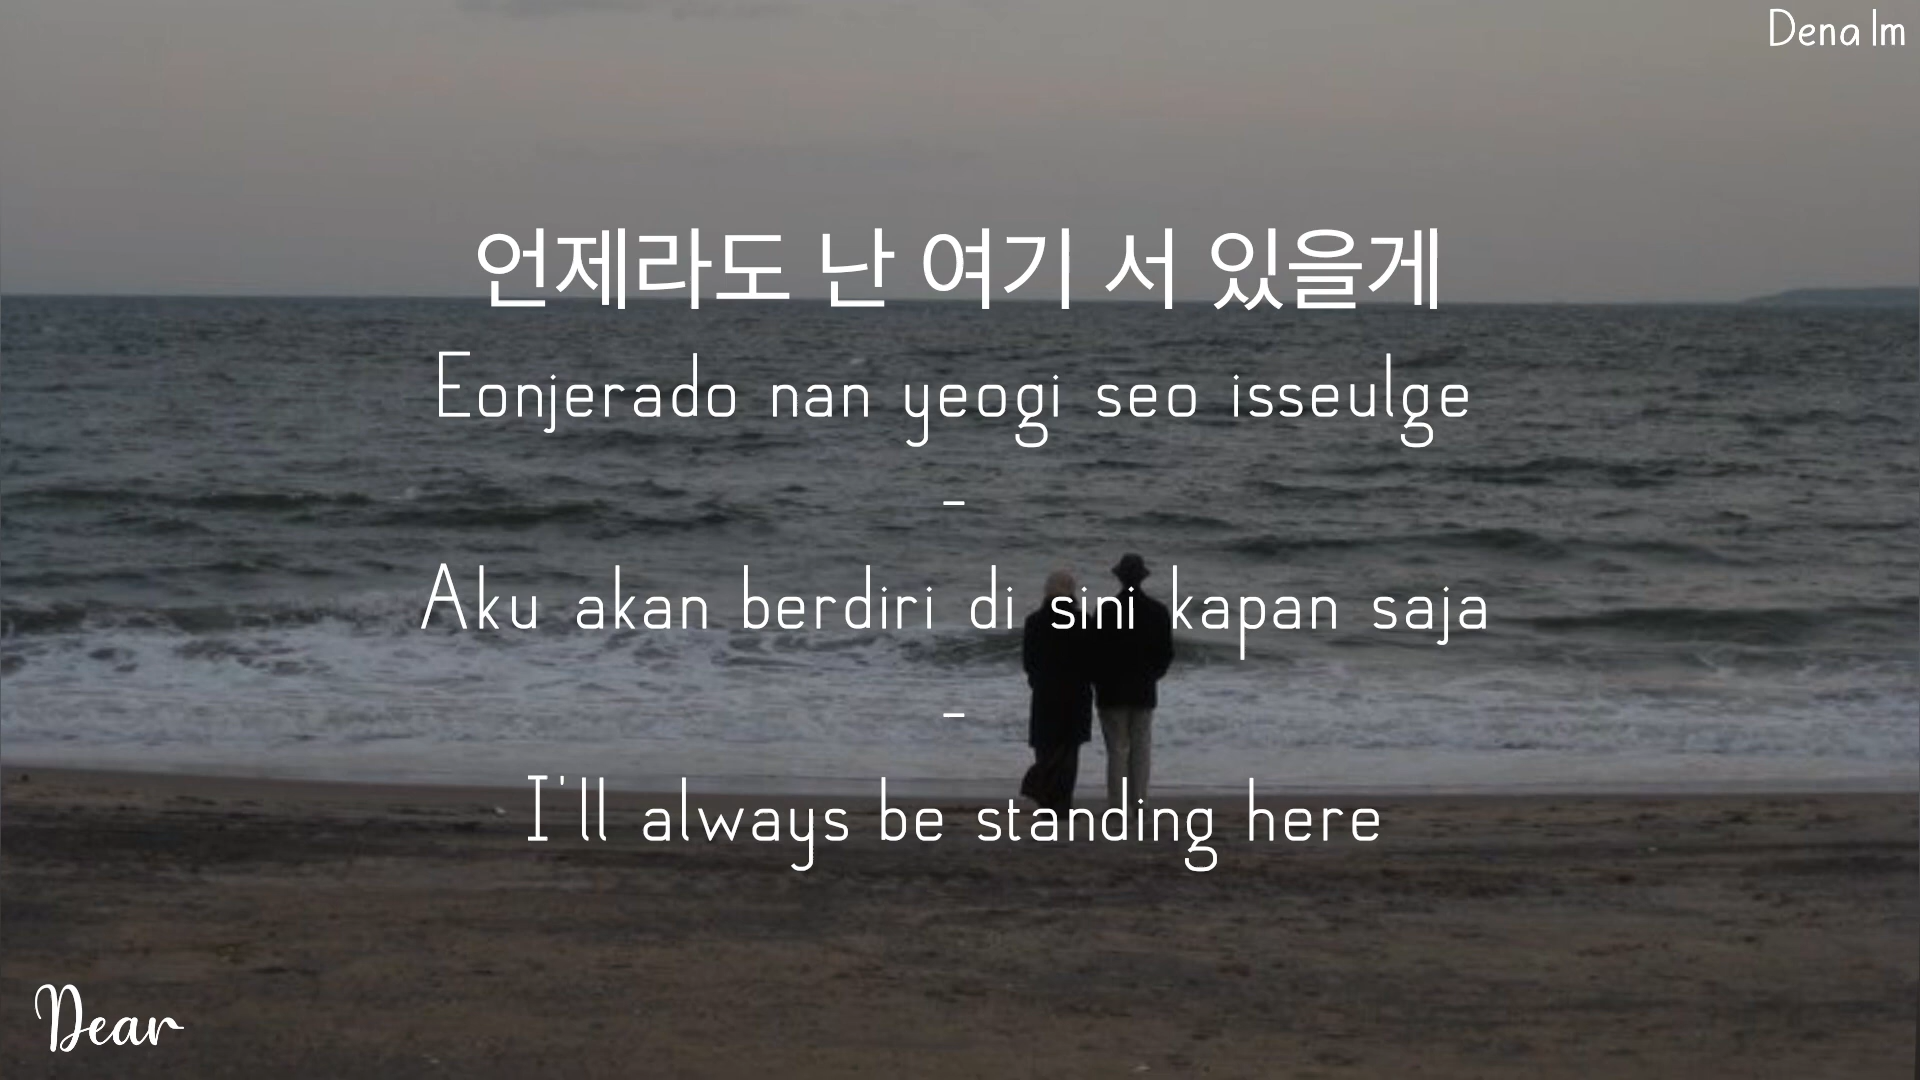 Dena Im
언제라도 난 여기 서 있을게
Eonjerado nan yeogi seo isseulge
-
Aku akan berdiri di sini kapan saja
-
I'll always be standing here
Dear